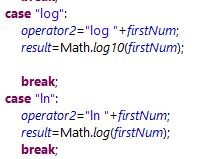 break;
case "log":
operator2="log "+firstNum;
result=Math.log10(firstNum);
break;
case "ln":
operator2="ln "+firstNum;
result=Math.log(firstNum);
break;